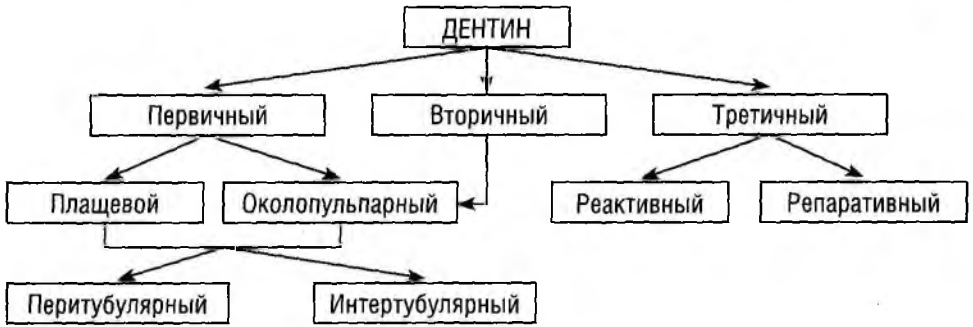 ДЕНТИН
Первичный
Вторичный
Третичный
Плащевой
Околопульпарный
Реактивный
Репаративный
Перитубулярный
Интертубулярный